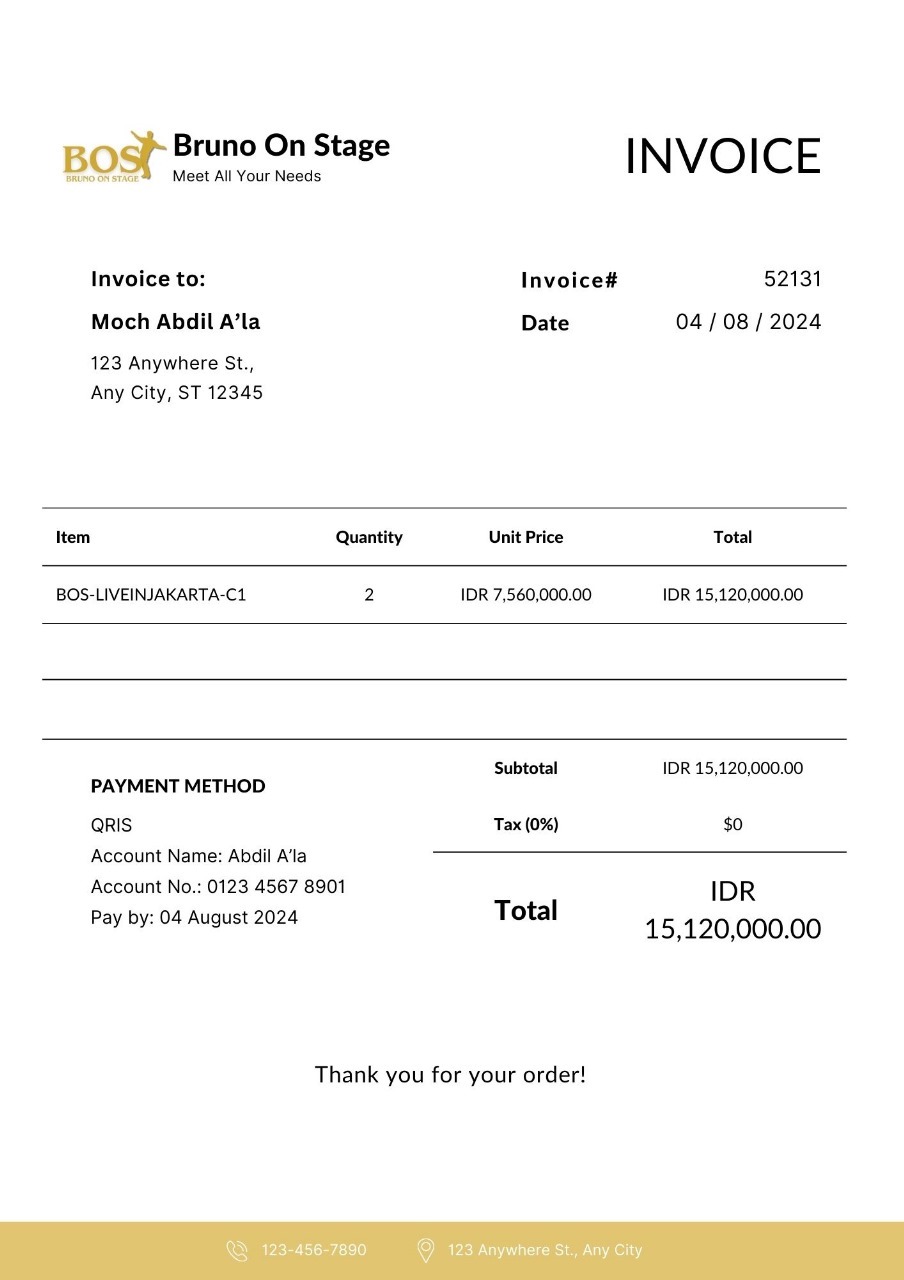 BOS
BRUNO ON STAGE
Bruno On Stage
Meet All Your Needs
INVOICE
Invoice to:
Moch Abdil A’la
123 Anywhere St.,
Any City, ST 12345
Invoice# 52131
Date 04 / 08 / 2024
Item Quantity Unit Price Total
BOS-LIVEINJAKARTA-C1 2 IDR 7,560,000.00 IDR 15,120,000.00
Subtotal IDR 15,120,000.00
Tax (0%) $0
Total IDR
15,120,000.00
PAYMENT METHOD
QRIS
Account Name: Abdil A’la
Account No.: 0123 4567 8901
Pay by: 04 August 2024
Thank you for your order!
123-456-7890 123 Anywhere St., Any City